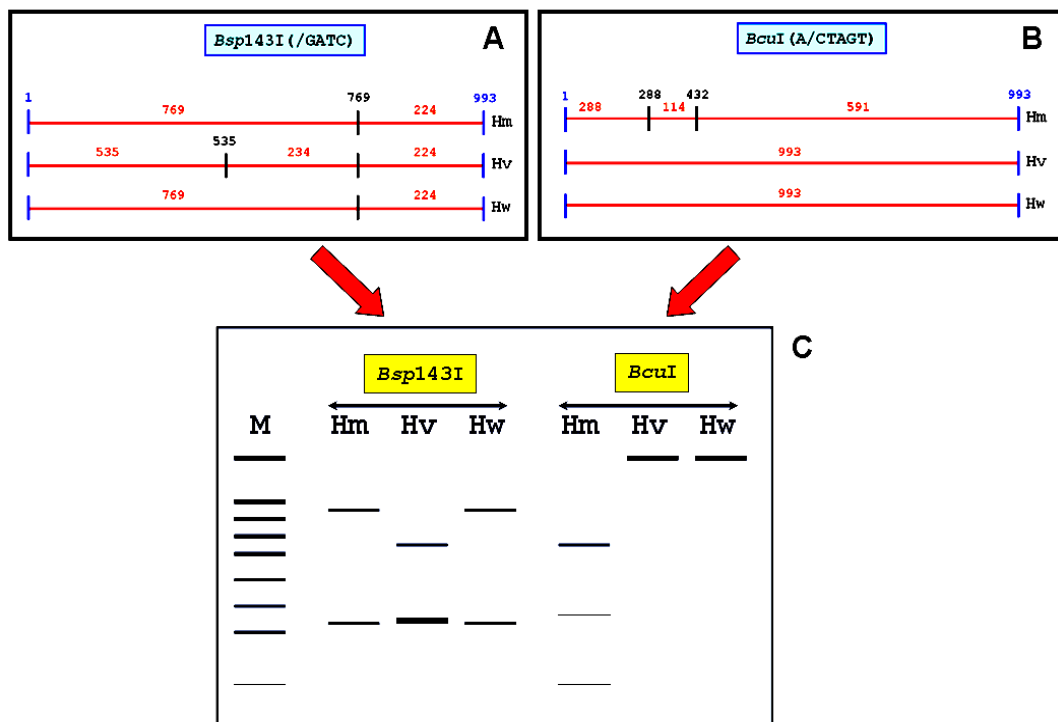 Bsp143I(/GATC) A
1 769 993
769 224 Hm
535
535 234 224 Hv
769 224 Hw
BcuI(A/CTAGT) B
1 288 432 993
288 114 591 Hm
993 Hv
993 Hw
C
Bsp143I BcuI
M Hm Hv Hw Hm Hv Hw